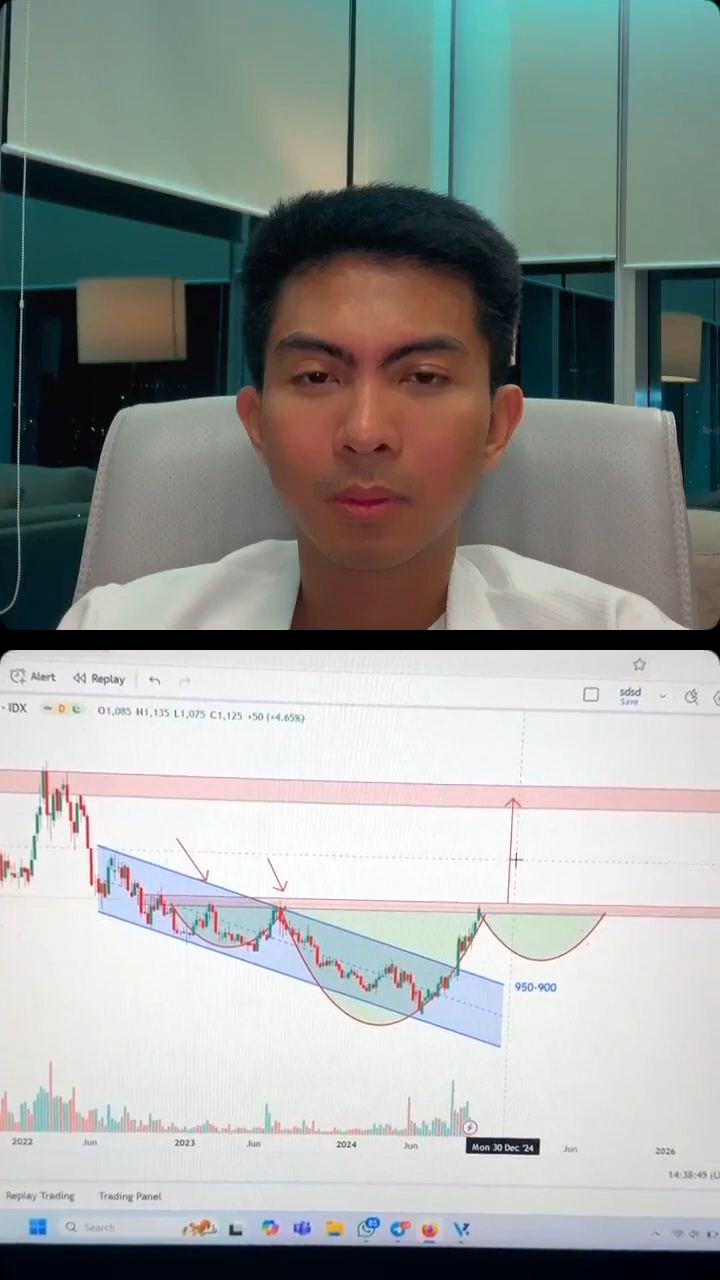 Alert Replay
sdsd
Save
· IDX D O1,085 H1,135 L1,075 C1,125 +50 (+4.65%)
950-900
2022 Jun 2023 Jun 2024 Jun Mon 30 Dec '24 Jun 2026
14:38:45
Replay Trading Trading Panel
Search